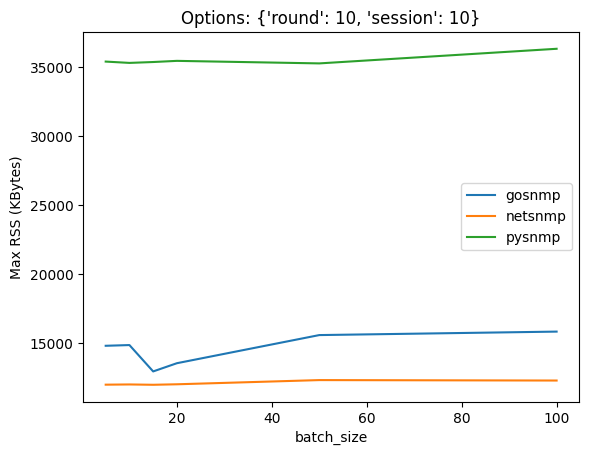 Options: {'round': 10, 'session': 10}
Max RSS (KBytes)
35000
30000
25000
20000
15000
gosnmp
netsnmp
pysnmp
20
40
60
80
100
batch_size